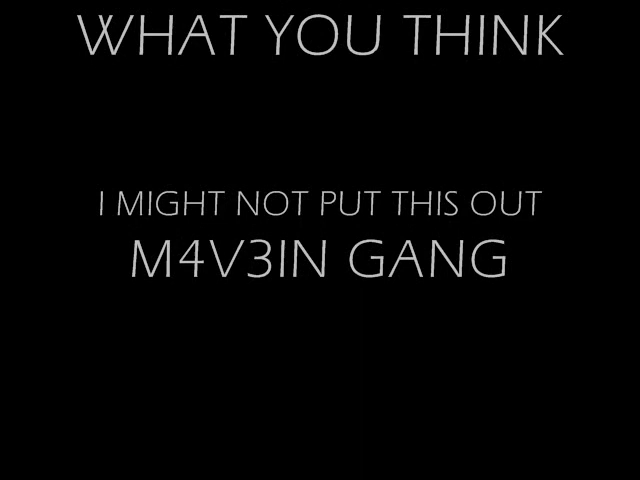 WHAT YOU THINK
I MIGHT NOT PUT THIS OUT
M4V3IN GANG